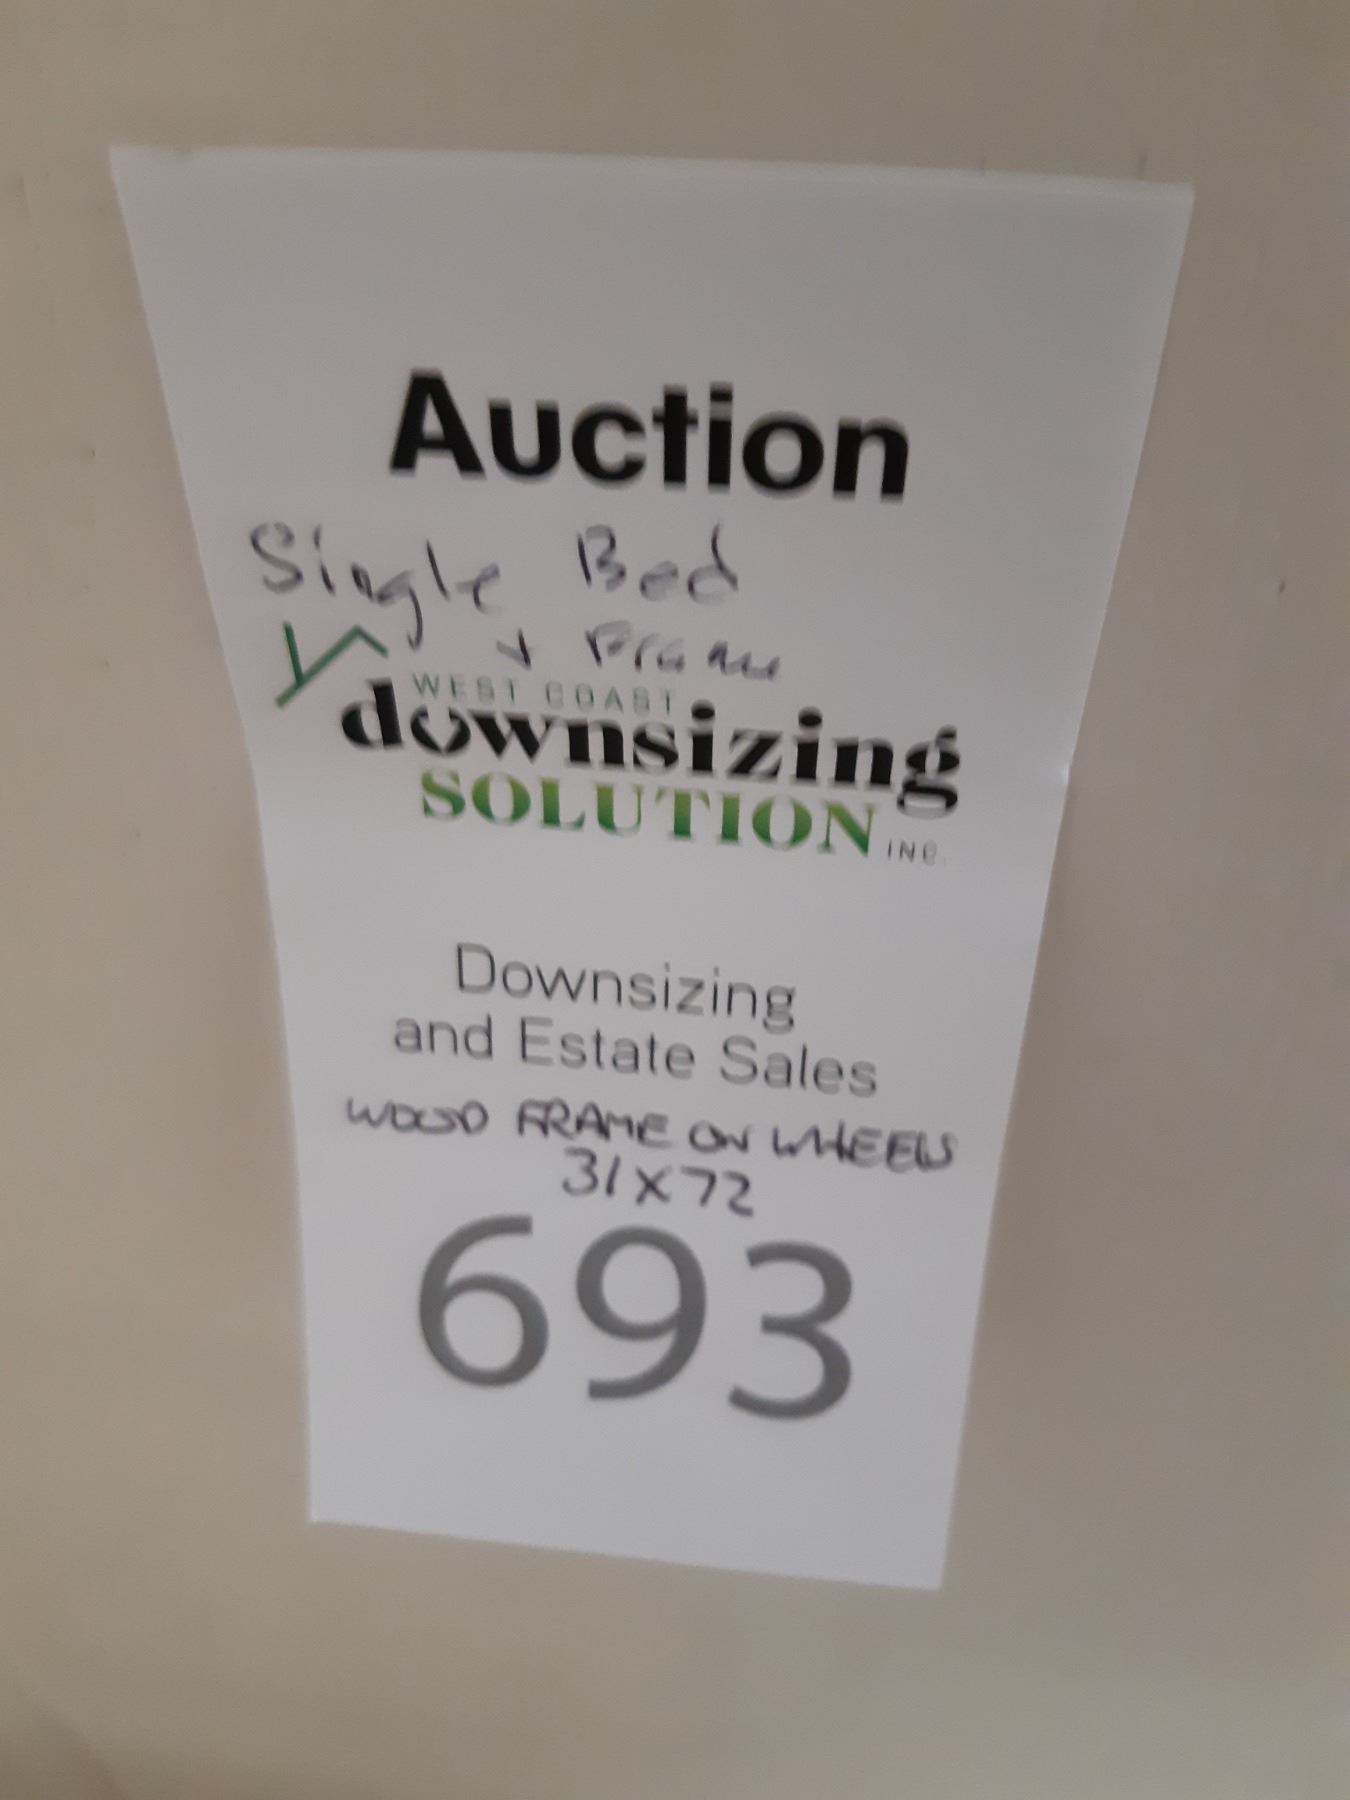 Auction
Single Bed
+ Frame
WEST COAST
downsizing
SOLUTION INC.
Downsizing
and Estate Sales
WOOD FRAME ON WHEELS
31x72
693